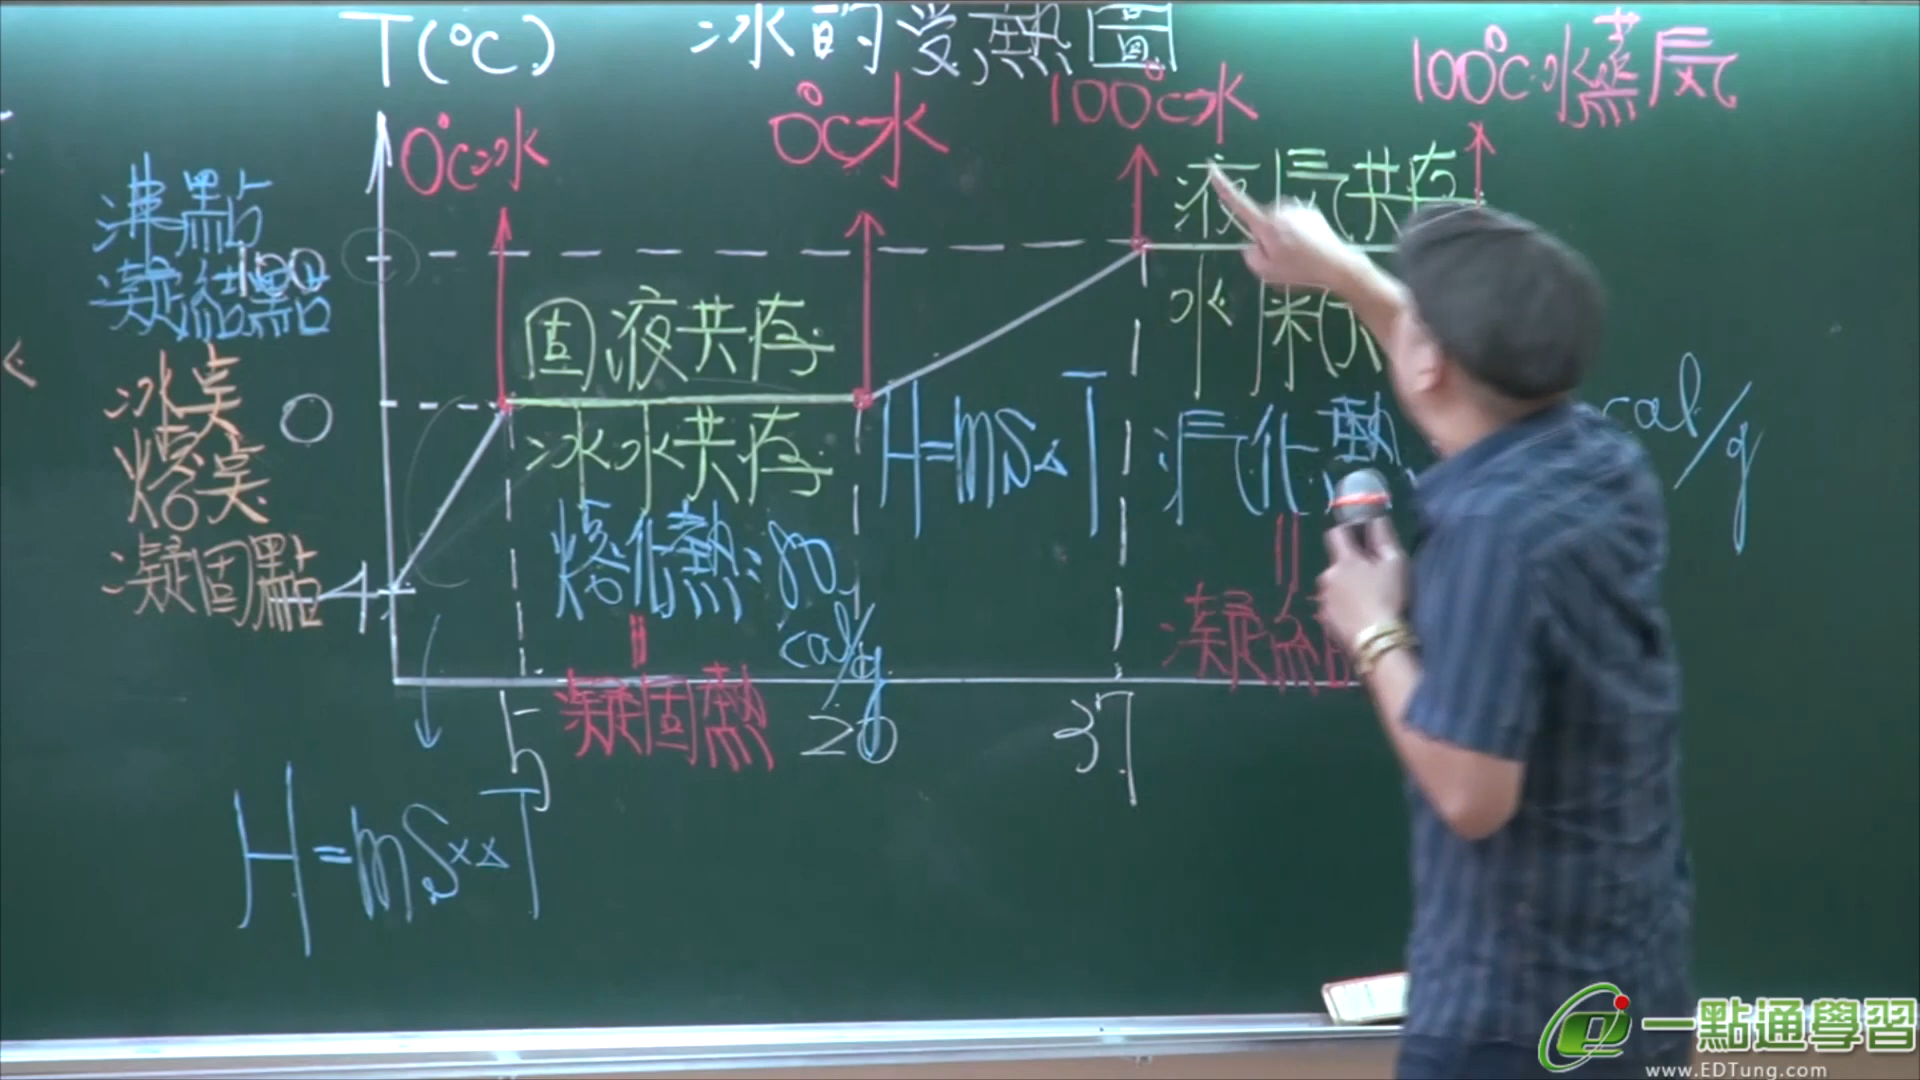 T(°C)
冰的受熱圖
0°C冰
0°C水
100°C水
100°C水蒸氣
沸點
凝結點
100
冰點
熔點
凝固點
0
-4
固液共存
冰水共存
液氣共存
水
熔化熱:80
cal/g
凝固熱
H=ms△T
汽化熱
cal/g
凝結
5
20
37
H=ms×△T
一點通學習
www.EDTung.com